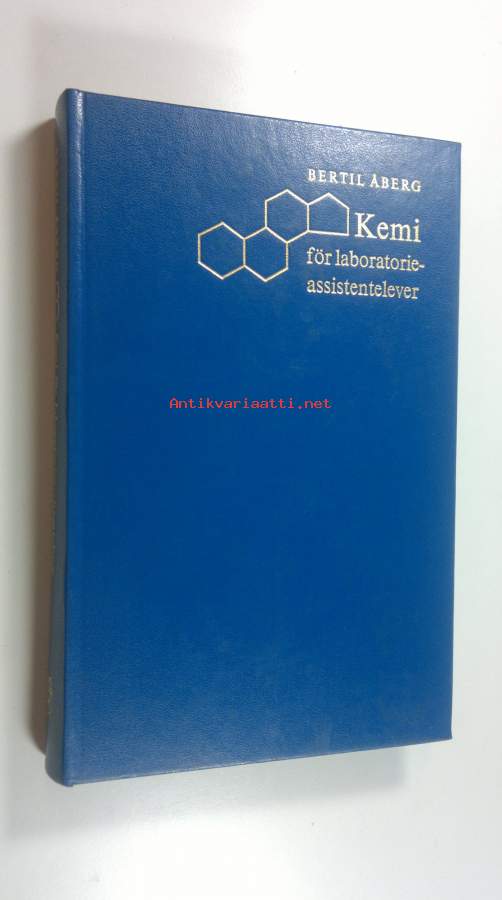 BERTIL ÅBERG
Kemi
för laboratorie-
assistentelever
Antikvariaatti.net